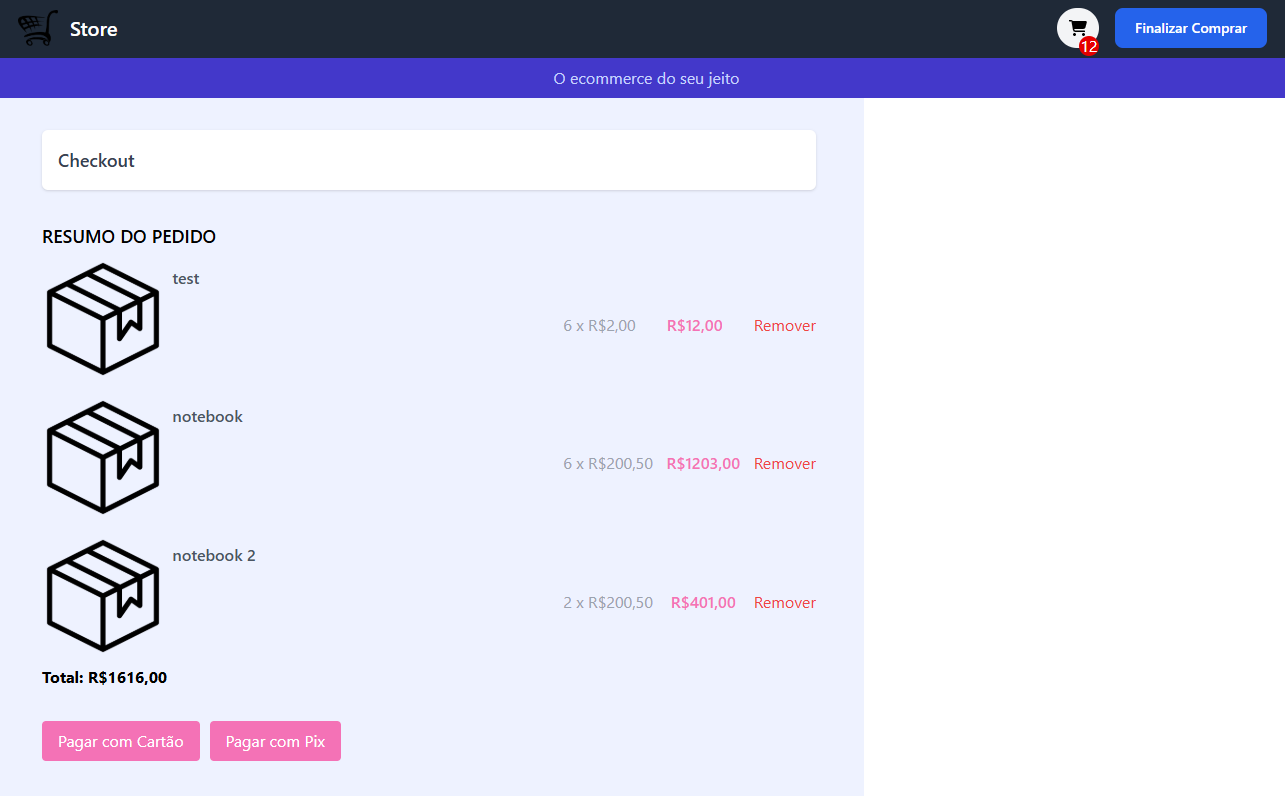 Store
12
Finalizar Comprar
O ecommerce do seu jeito
Checkout
RESUMO DO PEDIDO
test
6 x R$2,00 R$12,00 Remover
notebook
6 x R$200,50 R$1203,00 Remover
notebook 2
2 x R$200,50 R$401,00 Remover
Total: R$1616,00
Pagar com Cartão Pagar com Pix